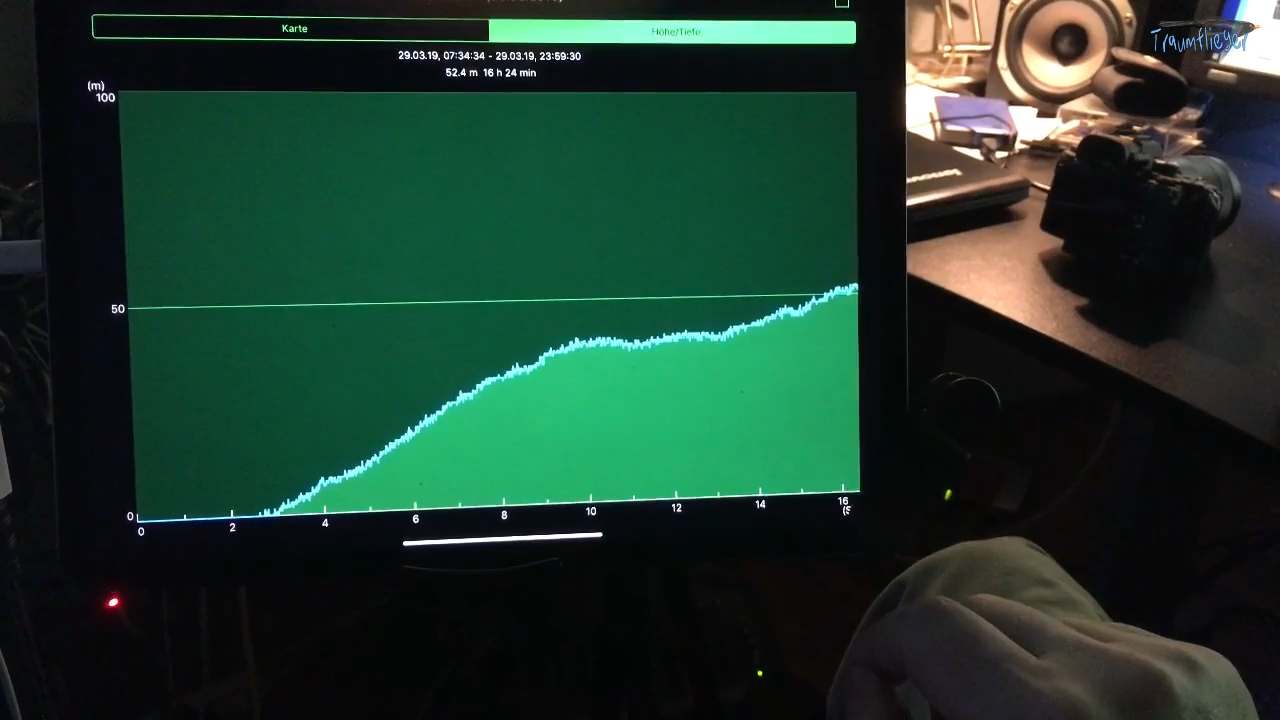 Traumflieger
Karte
Höhe/Tiefe
29.03.19, 07:34:34 - 29.03.19, 23:59:30
52.4 m 16 h 24 min
(m)
100
50
0
0 2 4 6 8 10 12 14 16
lenovo